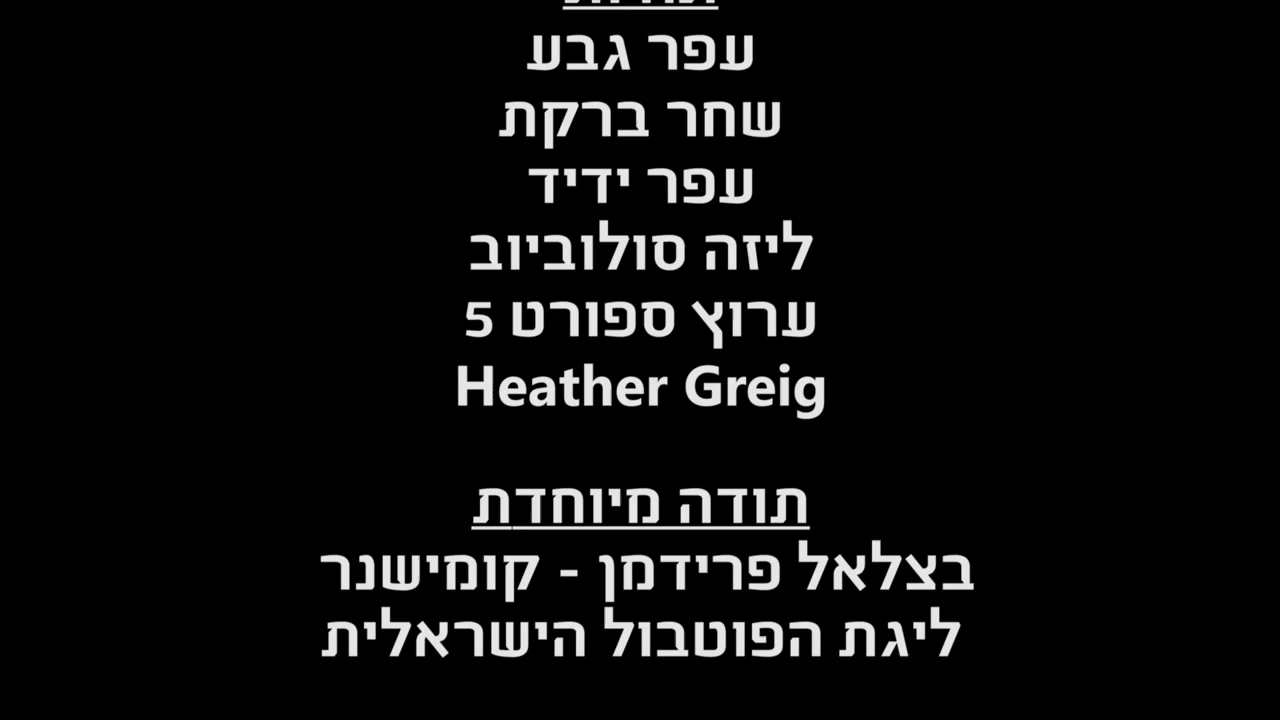 עפר גבע
שחר ברקת
עפר ידיד
ליזה סולוביוב
ערוץ ספורט 5
Heather Greig
תודה מיוחדת
בצלאל פרידמן - קומישנר
ליגת הפוטבול הישראלית